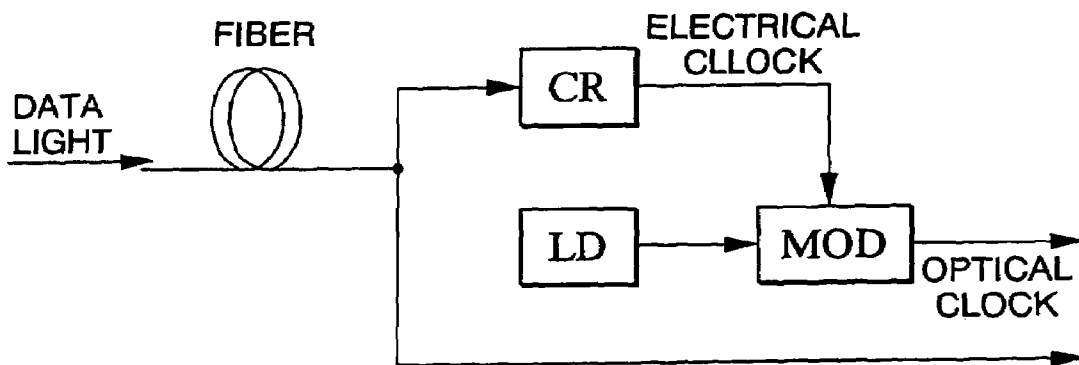 FIBER
DATA
LIGHT
CR
ELECTRICAL
CLLOCK
LD
MOD
OPTICAL
CLOCK